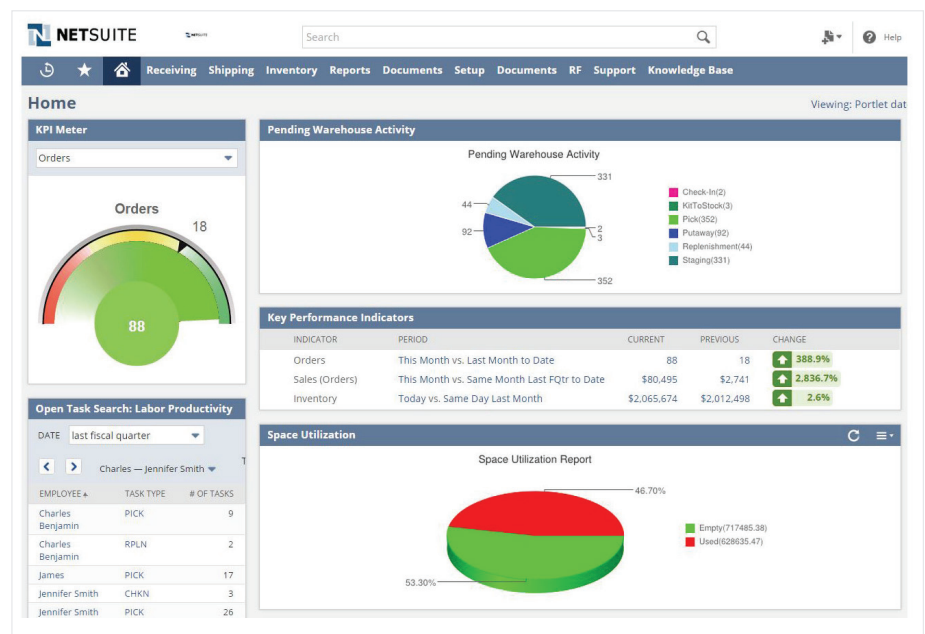 NETSUITE
NETSUITE
Search
Help
Receiving Shipping Inventory Reports Documents Setup Documents RF Support Knowledge Base
Home
Viewing: Portlet dat
KPI Meter
Orders
Orders
18
88
Pending Warehouse Activity
Pending Warehouse Activity
331
44
92
2
3
352
Check-In(2)
KitToStock(3)
Pick(352)
Putaway(92)
Replenishment(44)
Staging(331)
Key Performance Indicators
INDICATOR PERIOD CURRENT PREVIOUS CHANGE
Orders This Month vs. Last Month to Date 88 18 388.9%
Sales (Orders) This Month vs. Same Month Last FQtr to Date $80,495 $2,741 2,836.7%
Inventory Today vs. Same Day Last Month $2,065,674 $2,012,498 2.6%
Open Task Search: Labor Productivity
DATE last fiscal quarter
Charles — Jennifer Smith T
EMPLOYEE TASK TYPE # OF TASKS
Charles Benjamin PICK 9
Charles Benjamin RPLN 2
James PICK 17
Jennifer Smith CHKN 3
Jennifer Smith PICK 26
Space Utilization
Space Utilization Report
46.70%
53.30%
Empty(717485.38)
Used(628635.47)